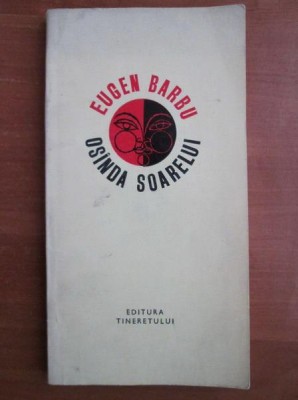 EUGEN BARBU
OSÎNDA SOARELUI
EDITURA
TINERETULUI